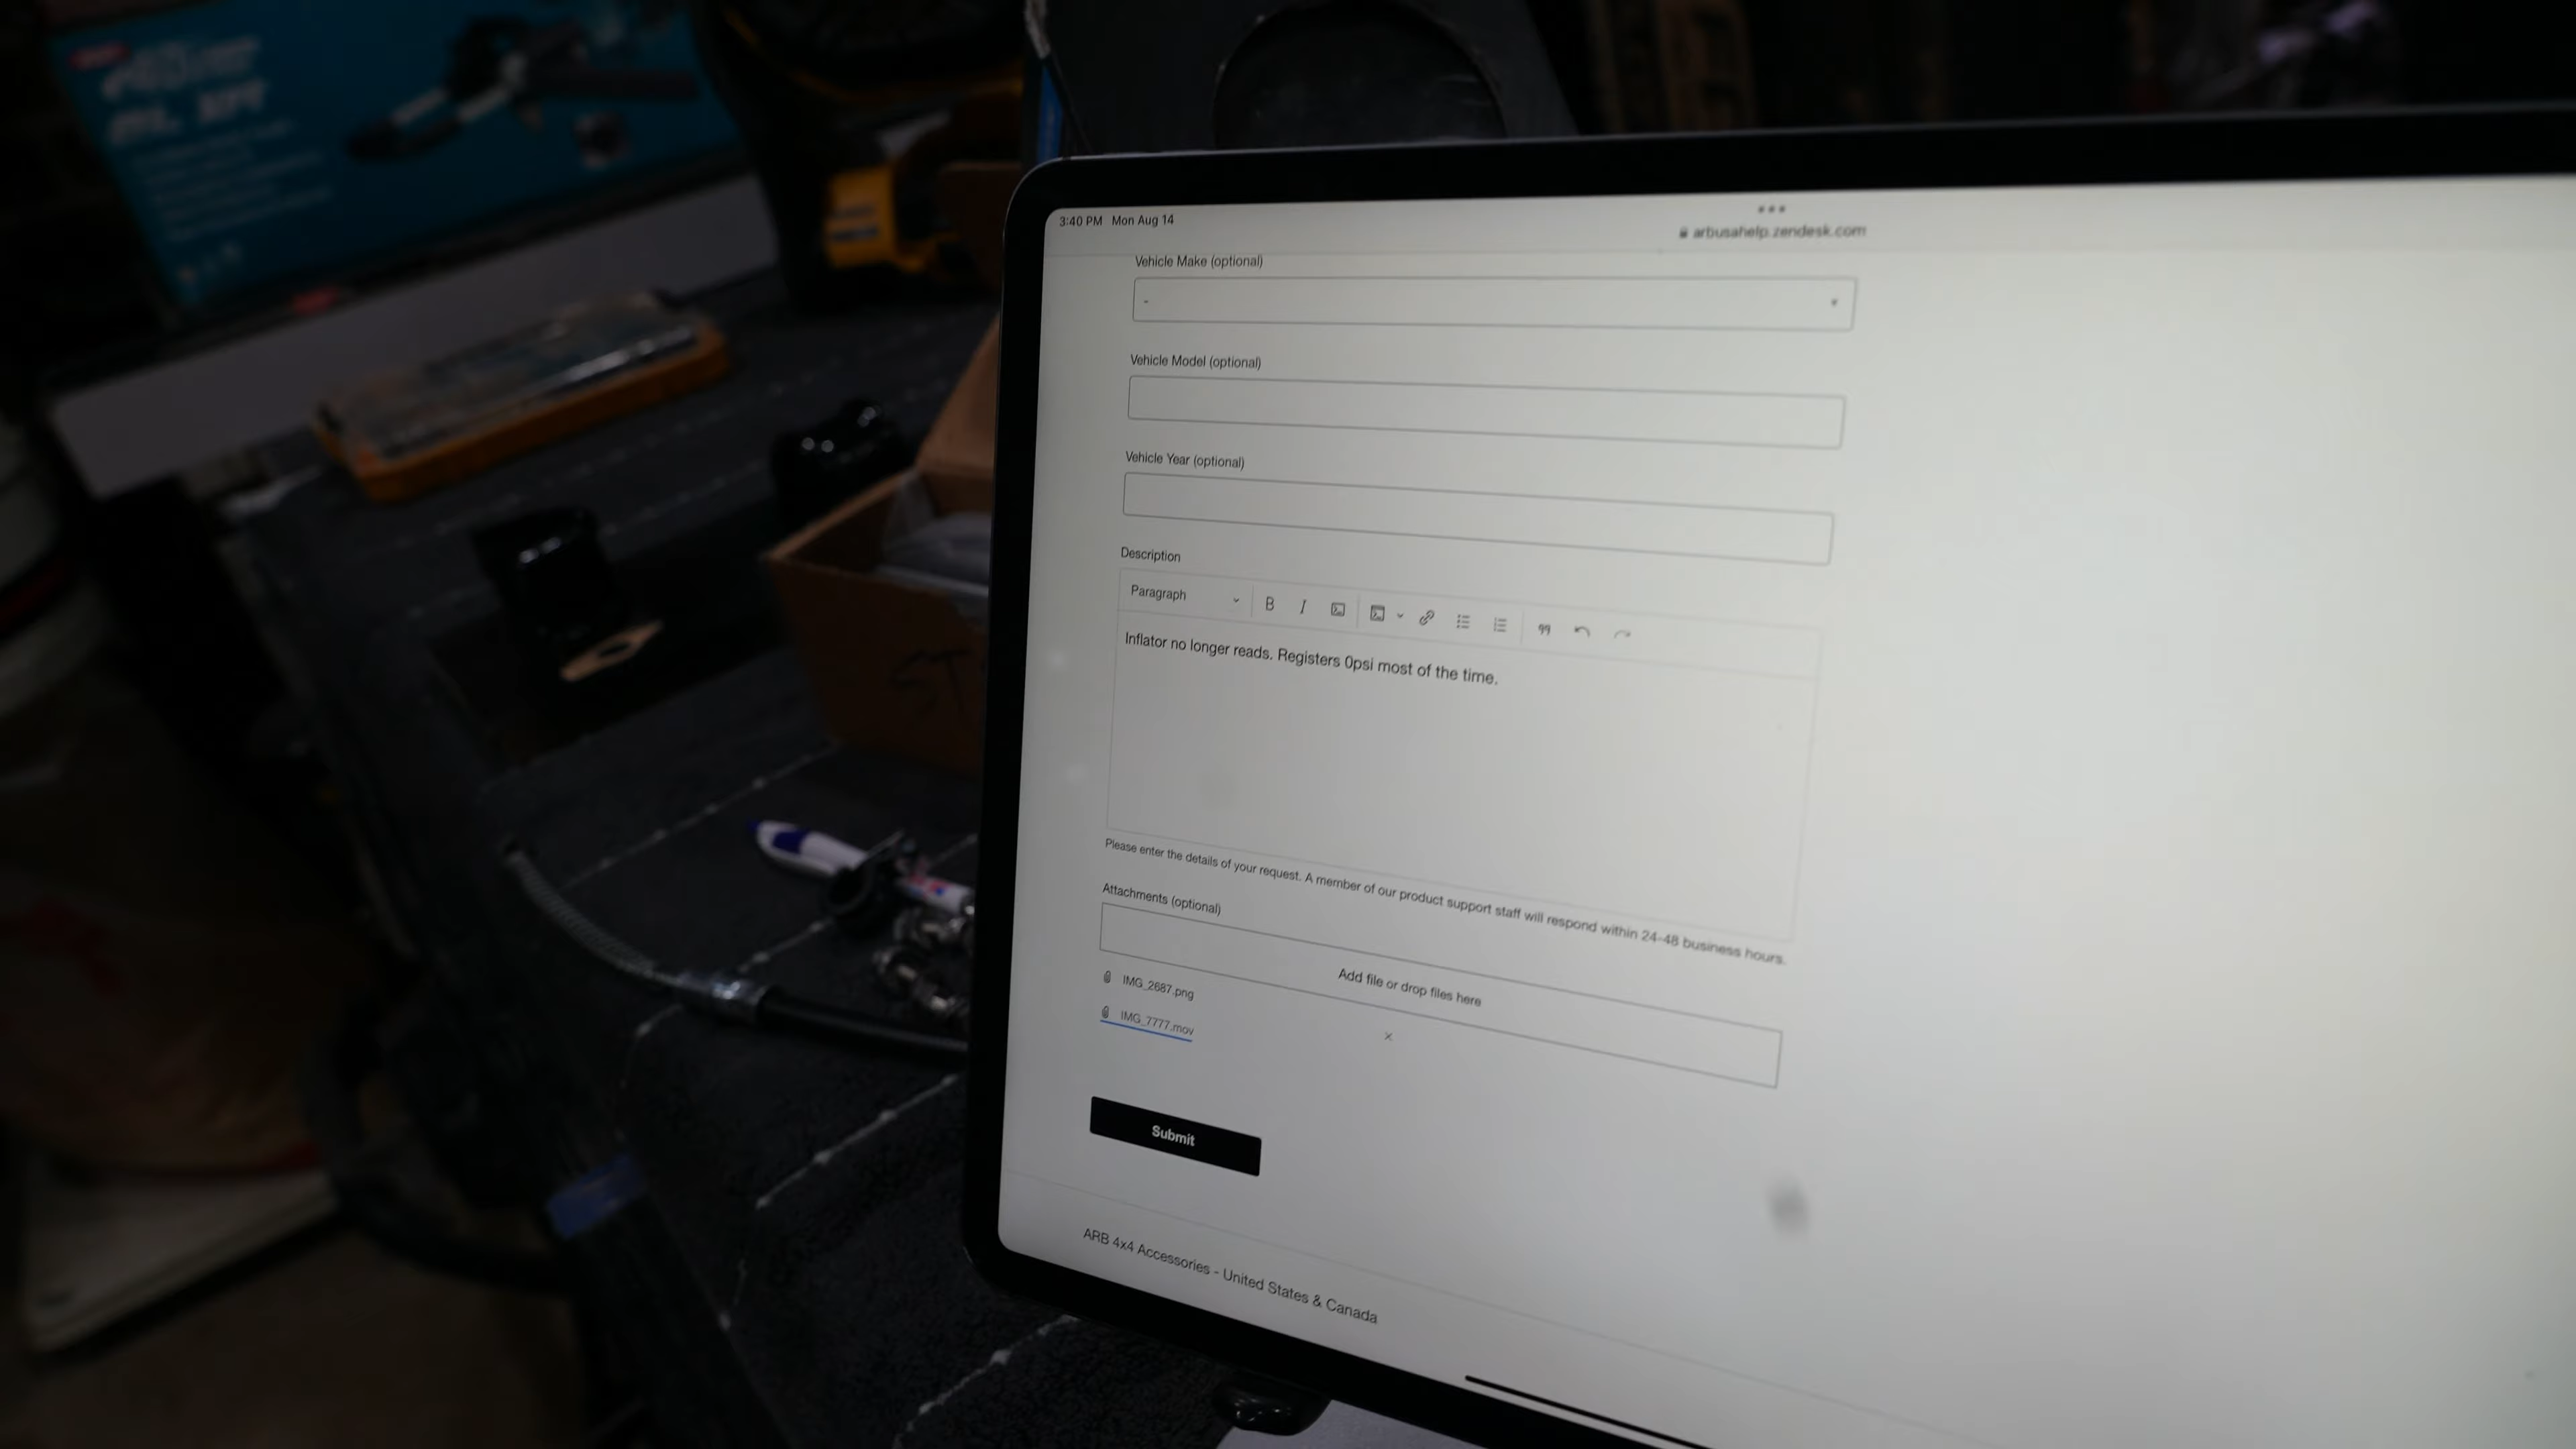 3:40 PM Mon Aug 14
arbusahelp.zendesk.com
Vehicle Make (optional)
-
Vehicle Model (optional)
Vehicle Year (optional)
Description
Paragraph
B I
Inflator no longer reads. Registers 0psi most of the time.
Please enter the details of your request. A member of our product support staff will respond within 24-48 business hours.
Attachments (optional)
Add file or drop files here
IMG_2687.png
IMG_7777.mov
Submit
ARB 4x4 Accessories - United States & Canada
ST